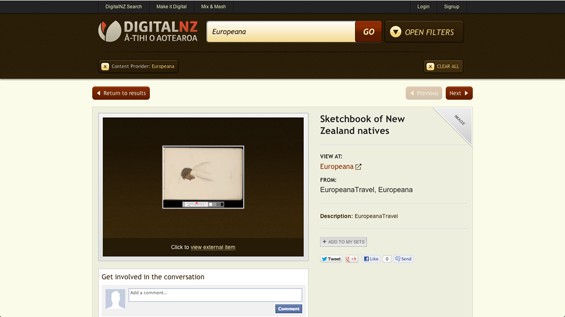 DigitalNZ Search
Make it Digital
Mix & Mash
Login
Signup
DIGITALNZ
Ā-TIHI O AOTEAROA
Europeana
GO
OPEN FILTERS
Content Provider: Europeana
CLEAR ALL
Return to results
Previous
Next
Sketchbook of New
Zealand natives
IMAGE
VIEW AT:
Europeana
FROM:
EuropeanaTravel, Europeana
Description: EuropeanaTravel
+ ADD TO MY SETS
Tweet
+1
Like
0
Send
Click to view external item
Get involved in the conversation
Add a comment...
Comment